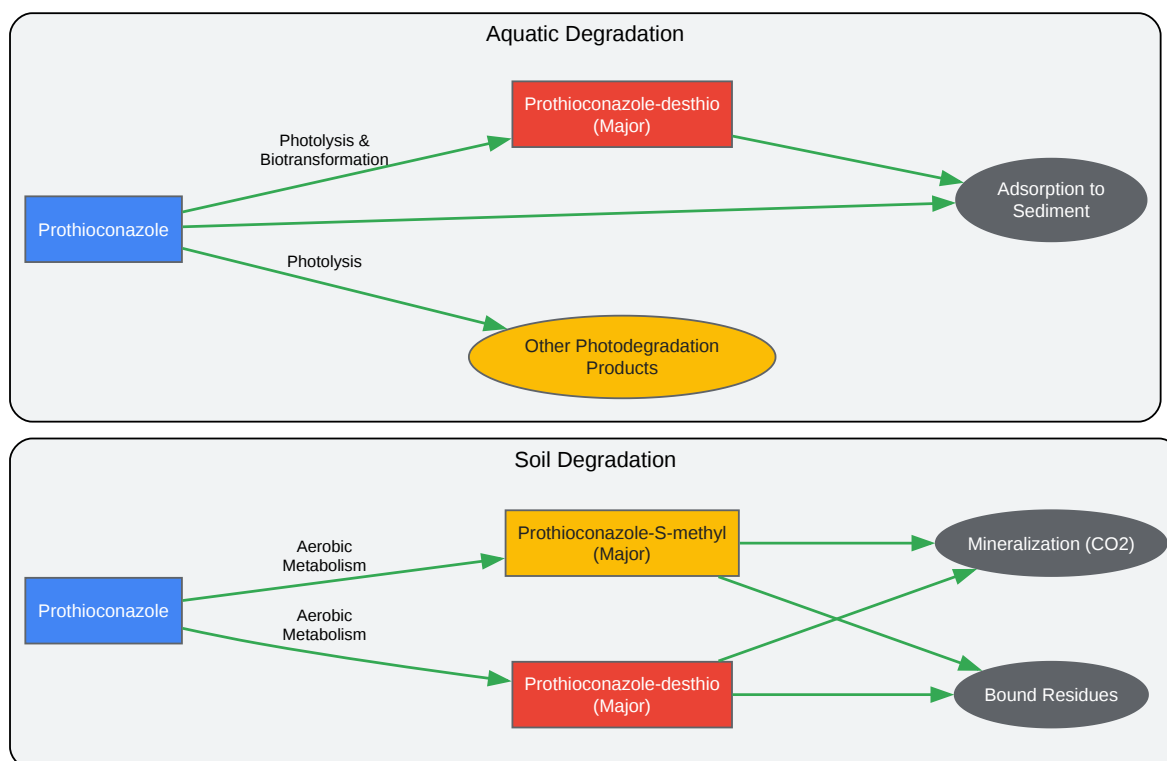 Aquatic Degradation
Prothioconazole-desthio
(Major)
Photolysis &
Biotransformation
Adsorption to
Sediment
Prothioconazole
Photolysis
Other Photodegradation
Products
Soil Degradation
Prothioconazole-S-methyl
(Major)
Mineralization (CO2)
Aerobic
Metabolism
Prothioconazole
Aerobic
Metabolism
Prothioconazole-desthio
(Major)
Bound Residues